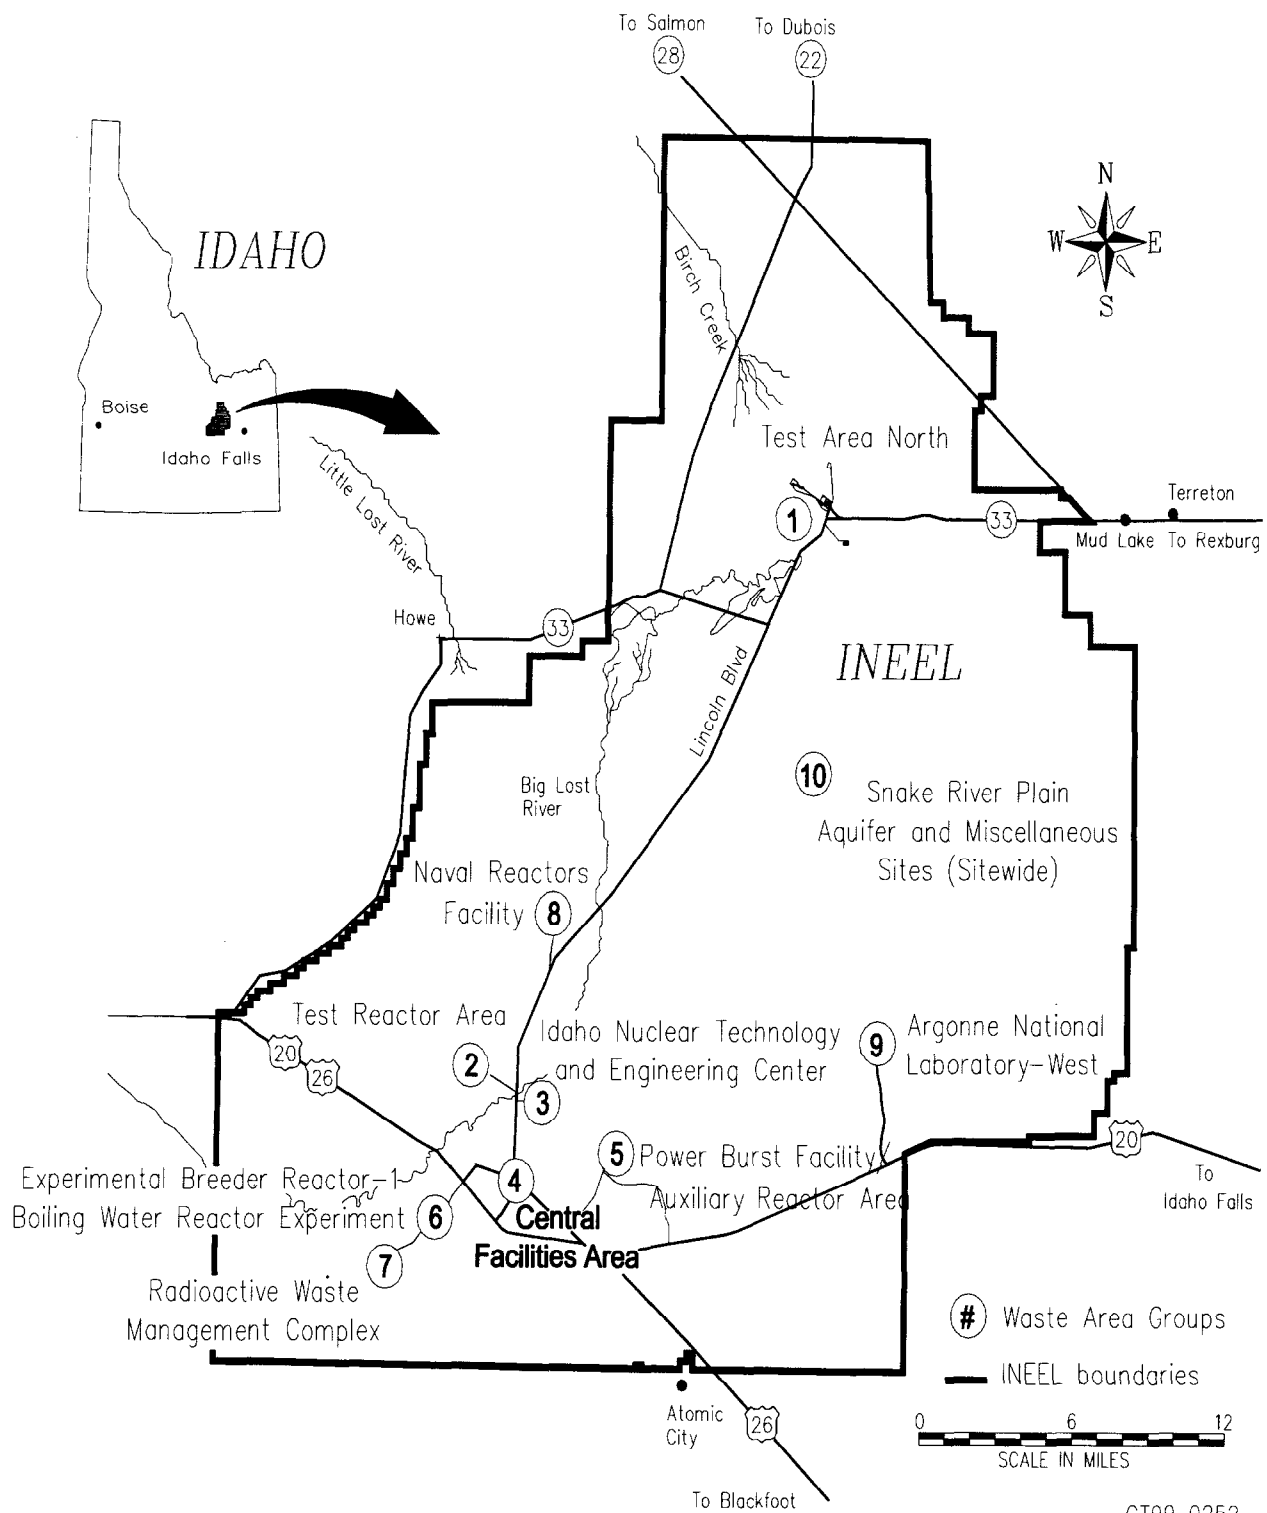 To Salmon
28
To Dubois
22
IDAHO
Boise
Idaho Falls
N
W
E
S
Birch Creek
Little Lost River
Test Area North
1
33
Terreton
Mud Lake
To Rexburg
Howe
33
INEEL
Lincoln Blvd
Big Lost
River
10
Snake River Plain
Aquifer and Miscellaneous
Sites (Sitewide)
Naval Reactors
Facility
8
Test Reactor Area
20
26
2
Idaho Nuclear Technology
and Engineering Center
3
9
Argonne National
Laboratory-West
20
To
Idaho Falls
5
Power Burst Facility/
Auxiliary Reactor Area
4
Central
Facilities Area
Experimental Breeder Reactor-1
Boiling Water Reactor Experiment
6
7
Radioactive Waste
Management Complex
# Waste Area Groups
INEEL boundaries
0 6 12
SCALE IN MILES
Atomic
City
26
To Blackfoot